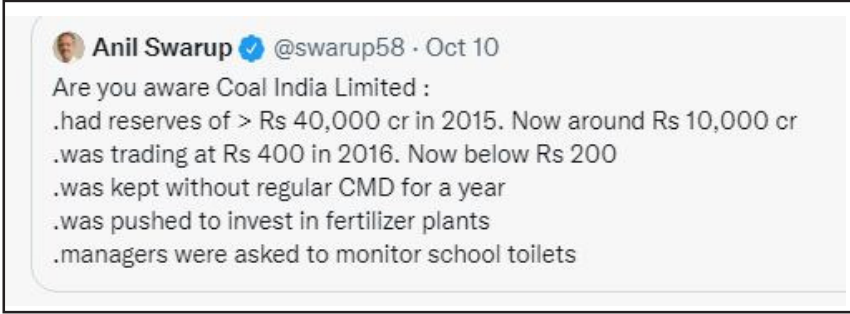 Anil Swarup @swarup58 · Oct 10
Are you aware Coal India Limited :
.had reserves of > Rs 40,000 cr in 2015. Now around Rs 10,000 cr
.was trading at Rs 400 in 2016. Now below Rs 200
.was kept without regular CMD for a year
.was pushed to invest in fertilizer plants
.managers were asked to monitor school toilets